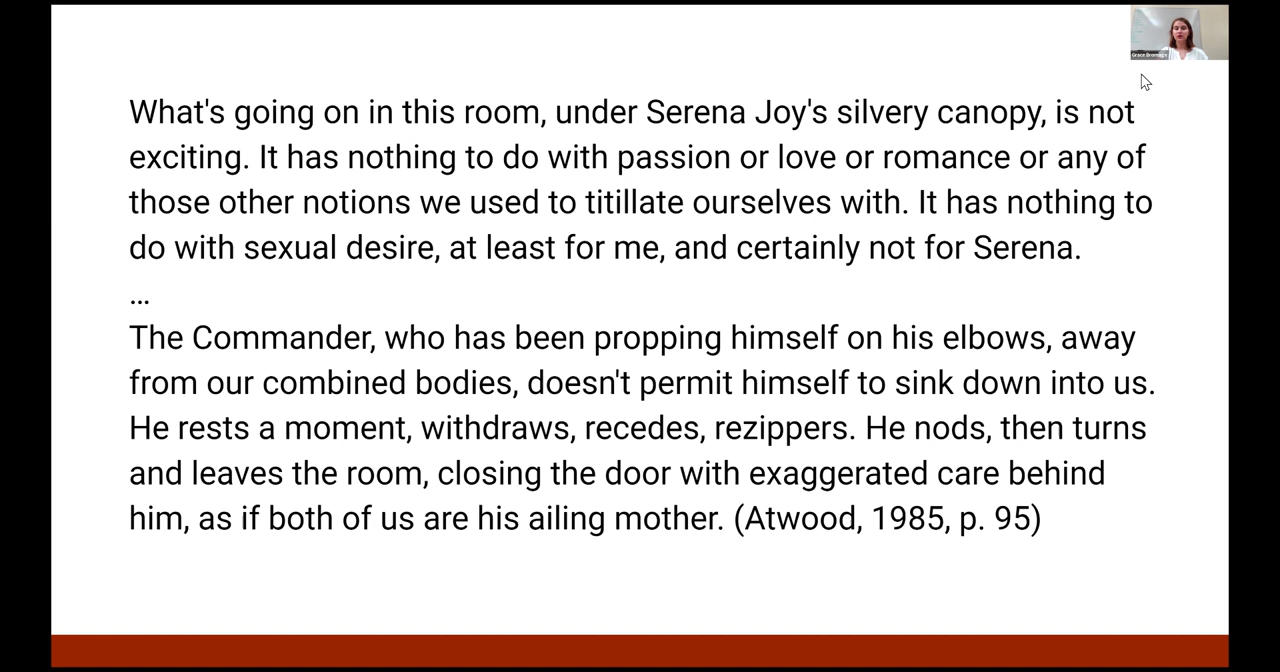 Grace Bromage
What's going on in this room, under Serena Joy's silvery canopy, is not
exciting. It has nothing to do with passion or love or romance or any of
those other notions we used to titillate ourselves with. It has nothing to
do with sexual desire, at least for me, and certainly not for Serena.
…
The Commander, who has been propping himself on his elbows, away
from our combined bodies, doesn't permit himself to sink down into us.
He rests a moment, withdraws, recedes, rezippers. He nods, then turns
and leaves the room, closing the door with exaggerated care behind
him, as if both of us are his ailing mother. (Atwood, 1985, p. 95)